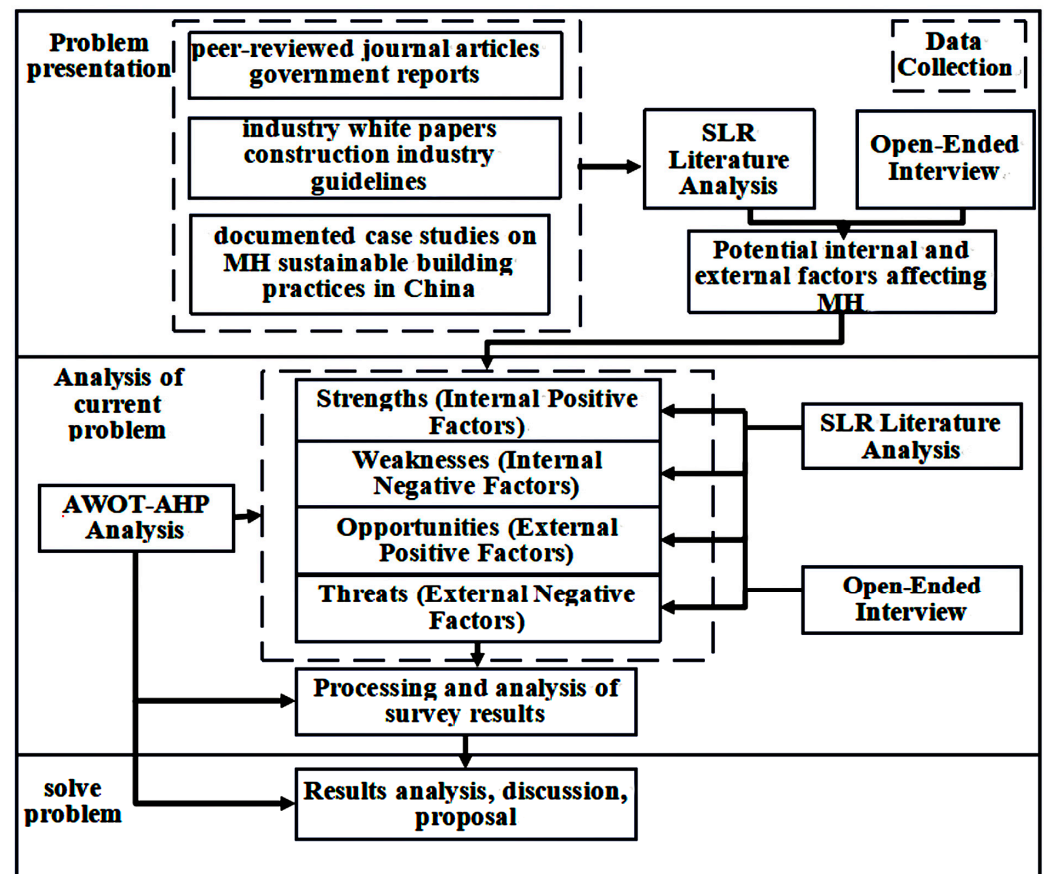 Problem
presentation
peer-reviewed journal articles
government reports
industry white papers
construction industry
guidelines
documented case studies on
MH sustainable building
practices in China
Data
Collection
SLR
Literature
Analysis
Open-Ended
Interview
Potential internal and
external factors affecting
MH
Analysis of
current
problem
Strengths (Internal Positive
Factors)
Weaknesses (Internal
Negative Factors)
Opportunities (External
Positive Factors)
Threats (External Negative
Factors)
SLR Literature
Analysis
AWOT-AHP
Analysis
Open-Ended
Interview
Processing and analysis of
survey results
solve
problem
Results analysis, discussion,
proposal